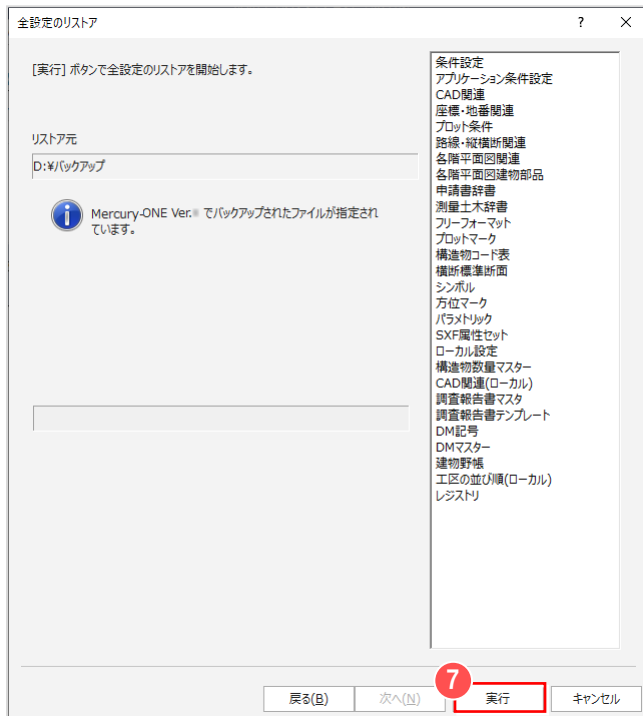 全設定のリストア
? ×
[実行] ボタンで全設定のリストアを開始します。
リストア元
D:¥バックアップ
Mercury-ONE Ver. でバックアップされたファイルが指定され
ています。
条件設定
アプリケーション条件設定
CAD関連
座標・地番関連
プロット条件
路線・縦横断関連
各階平面図関連
各階平面図建物部品
申請書辞書
測量土木辞書
フリーフォーマット
プロットマーク
構造物コード表
横断標準断面
シンボル
方位マーク
パラメトリック
SXF属性セット
ローカル設定
構造物数量マスター
CAD関連(ローカル)
調査報告書マスタ
調査報告書テンプレート
DM記号
DMマスター
建物野帳
工区の並び順(ローカル)
レジストリ
7
戻る(B) 次へ(N) 実行 キャンセル